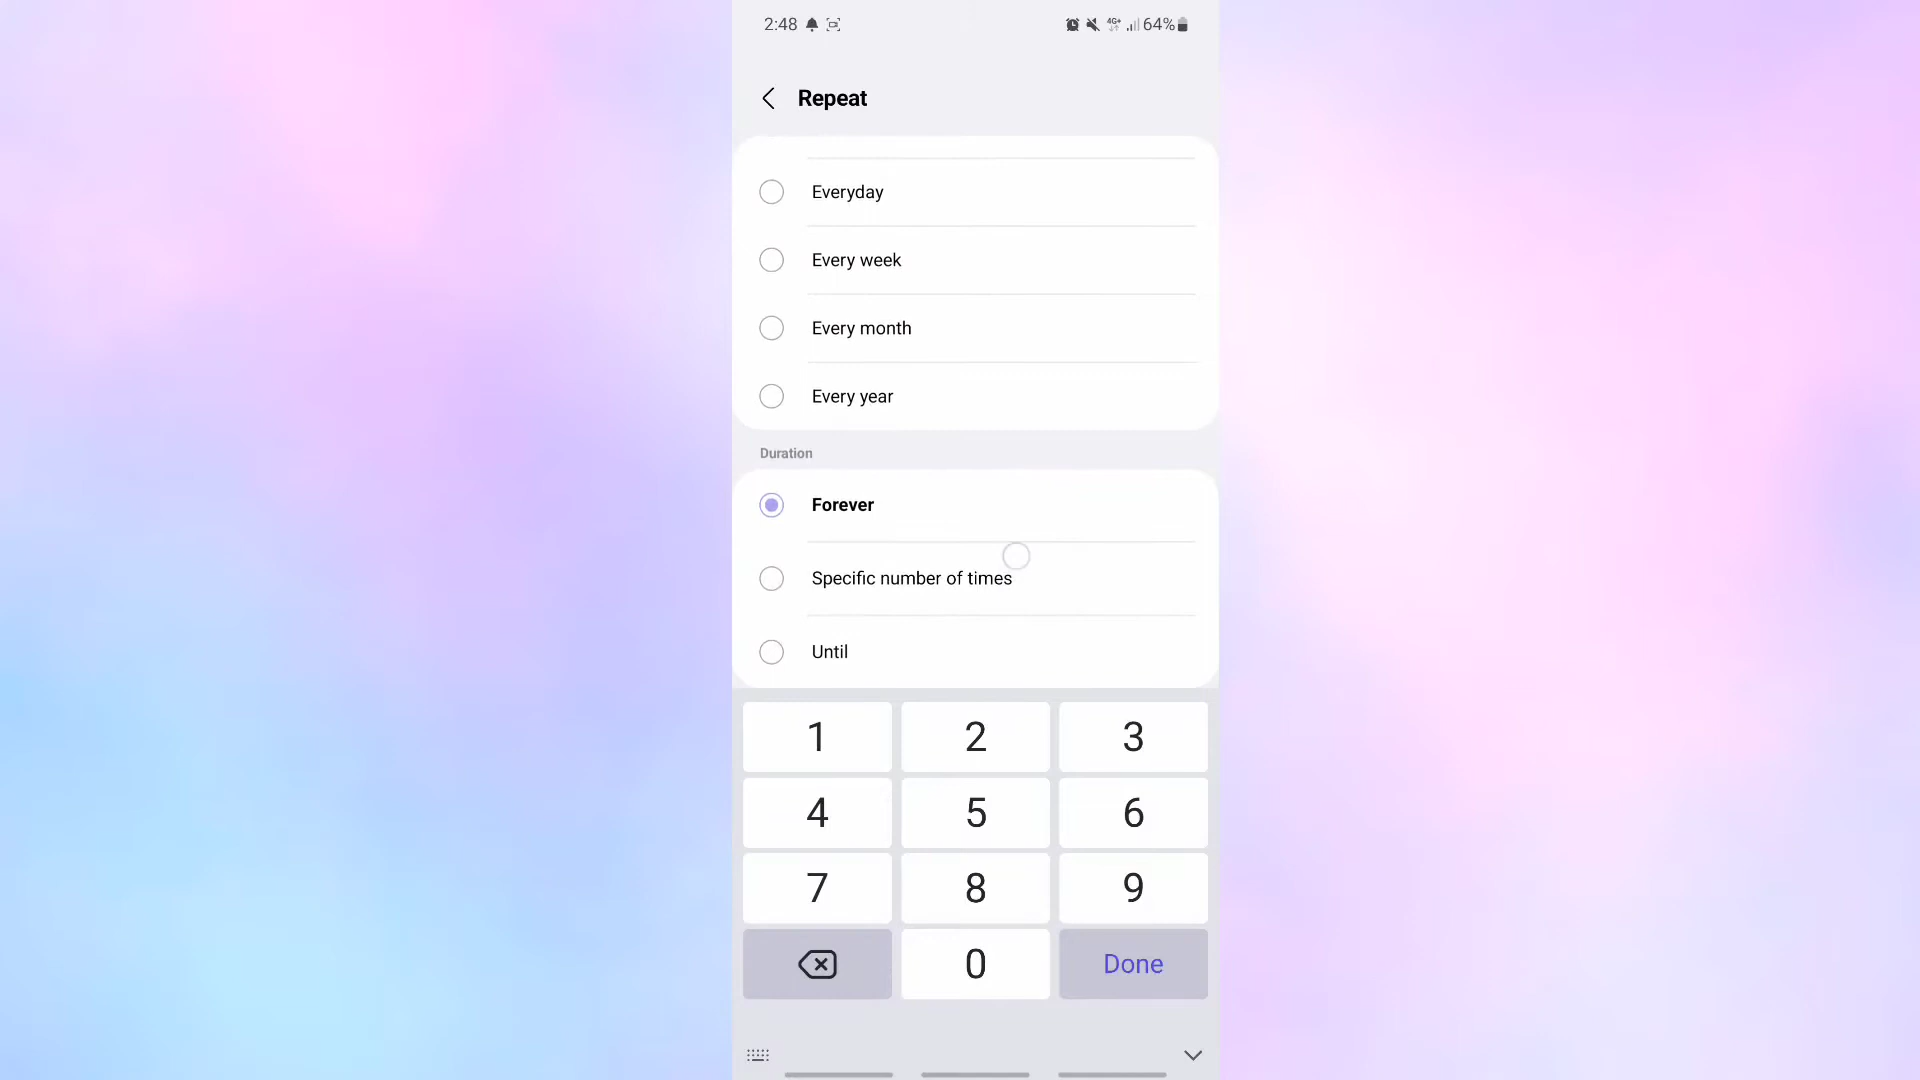 2:48 4G+ 64%
Repeat
Everyday
Every week
Every month
Every year
Duration
Forever
Specific number of times
Until
1 2 3
4 5 6
7 8 9
0 Done